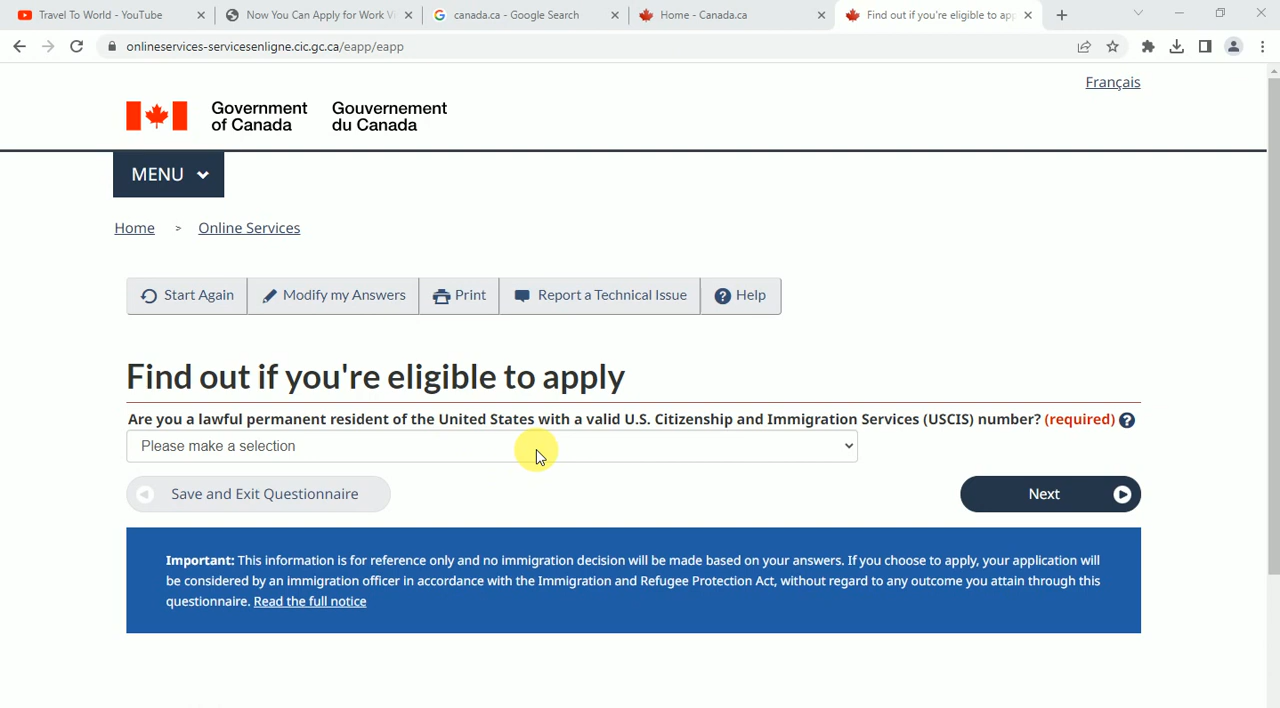 Travel To World - YouTube
Now You Can Apply for Work V
canada.ca - Google Search
Home - Canada.ca
Find out if you're eligible to app
onlineservices-servicesenligne.cic.gc.ca/eapp/eapp
Français
Government of Canada
Gouvernement du Canada
MENU
Home > Online Services
Start Again
Modify my Answers
Print
Report a Technical Issue
Help
Find out if you're eligible to apply
Are you a lawful permanent resident of the United States with a valid U.S. Citizenship and Immigration Services (USCIS) number? (required)
Please make a selection
Save and Exit Questionnaire
Next
Important: This information is for reference only and no immigration decision will be made based on your answers. If you choose to apply, your application will
be considered by an immigration officer in accordance with the Immigration and Refugee Protection Act, without regard to any outcome you attain through this
questionnaire. Read the full notice